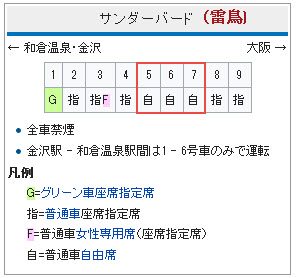 サンダーバード (雷鳥)
← 和倉温泉・金沢 大阪 →
1 2 3 4 5 6 7 8 9
G 指 指F 指 自 自 自 指 指
全車禁煙
金沢駅 - 和倉温泉駅間は1 - 6号車のみで運転
凡例
G=グリーン車座席指定席
指=普通車座席指定席
F=普通車女性専用席(座席指定席)
自=普通車自由席